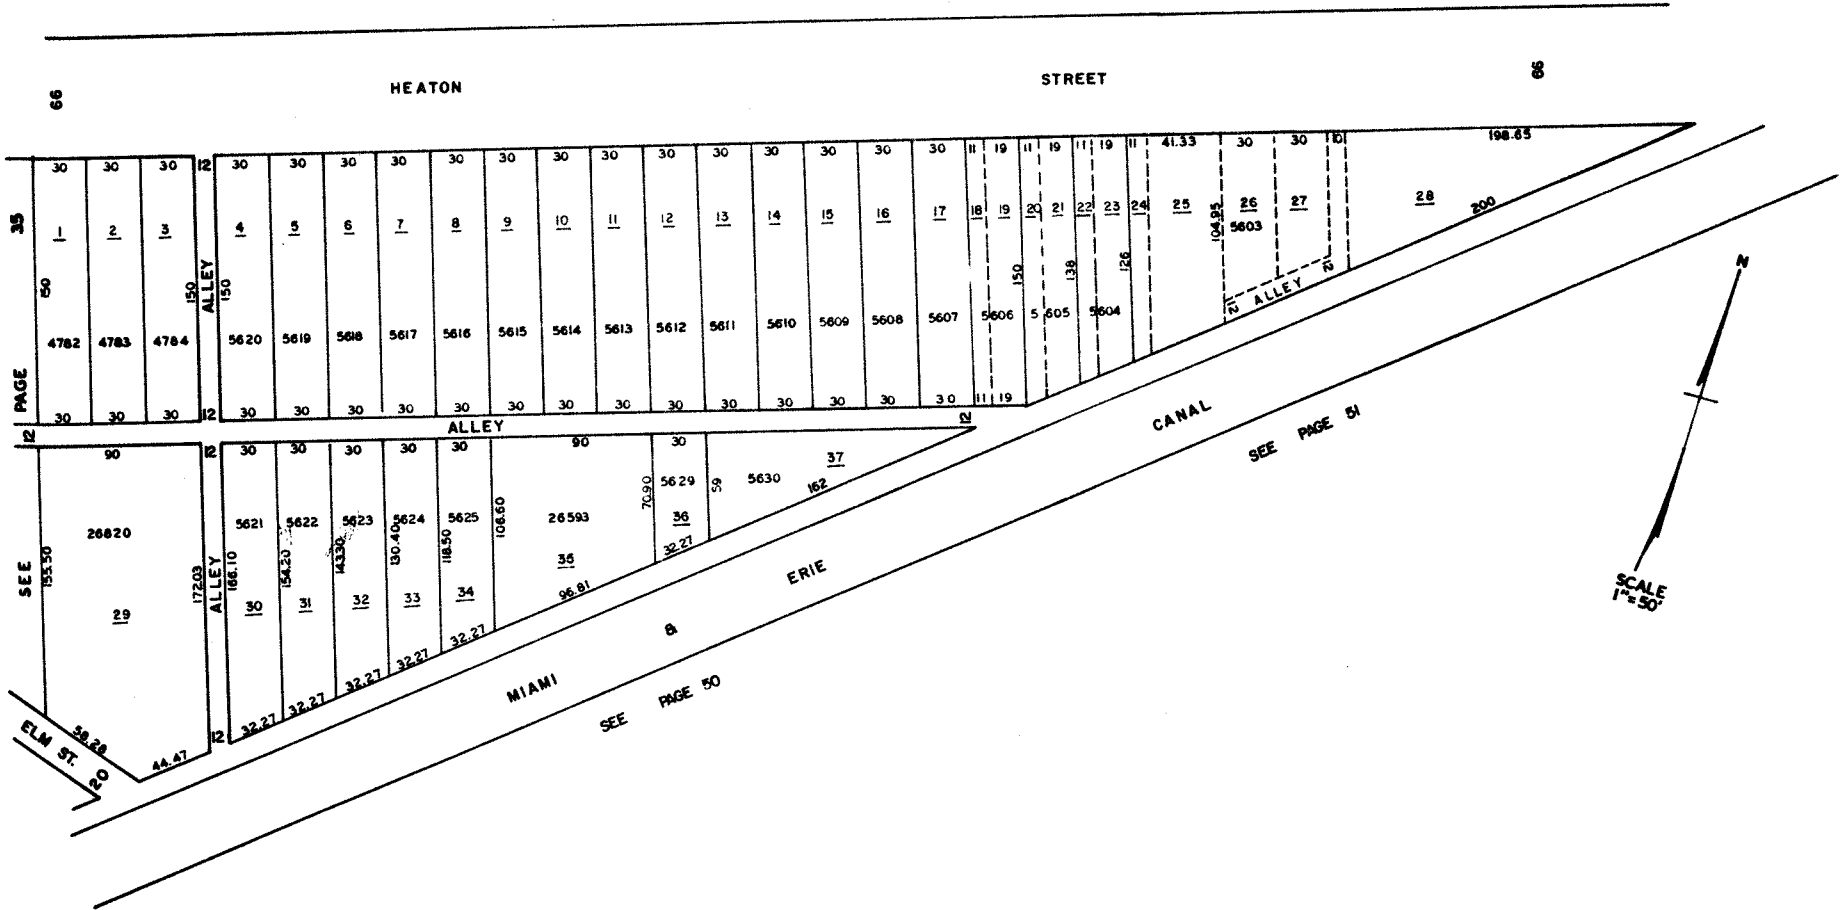 HEATON STREET
66 66
30 30 30 12 30 30 30 30 30 30 30 30 30 30 30 30 30 30 11 19 11 19 11 19 11 41.33 30 30 10 198.65
1 2 3 4 5 6 7 8 9 10 11 12 13 14 15 16 17 18 19 20 21 22 23 24 25 26 27 28
5603
104.95
200
150 150 ALLEY 150 150 138 126
12 ALLEY 12
4782 4783 4784 5620 5619 5618 5617 5616 5615 5614 5613 5612 5611 5610 5609 5608 5607 5606 5605 5604
30 30 30 12 30 30 30 30 30 30 30 30 30 30 30 30 30 30 11 19
SEE PAGE 35
12 ALLEY 12
90 12 30 30 30 30 30 90 30
37
5629 5630
26820 5621 5622 5623 5624 5625 26593
36
155.50 172.03 ALLEY 166.10 154.20 143.30 130.40 118.50 106.60 70.90 59
162
35
29 30 31 32 33 34
32.27 32.27 32.27 32.27 32.27 96.81 32.27
12
58.28 44.47
ELM ST. 20
MIAMI & ERIE CANAL
SEE PAGE 50
SEE PAGE 51
N
SCALE
1"=50'